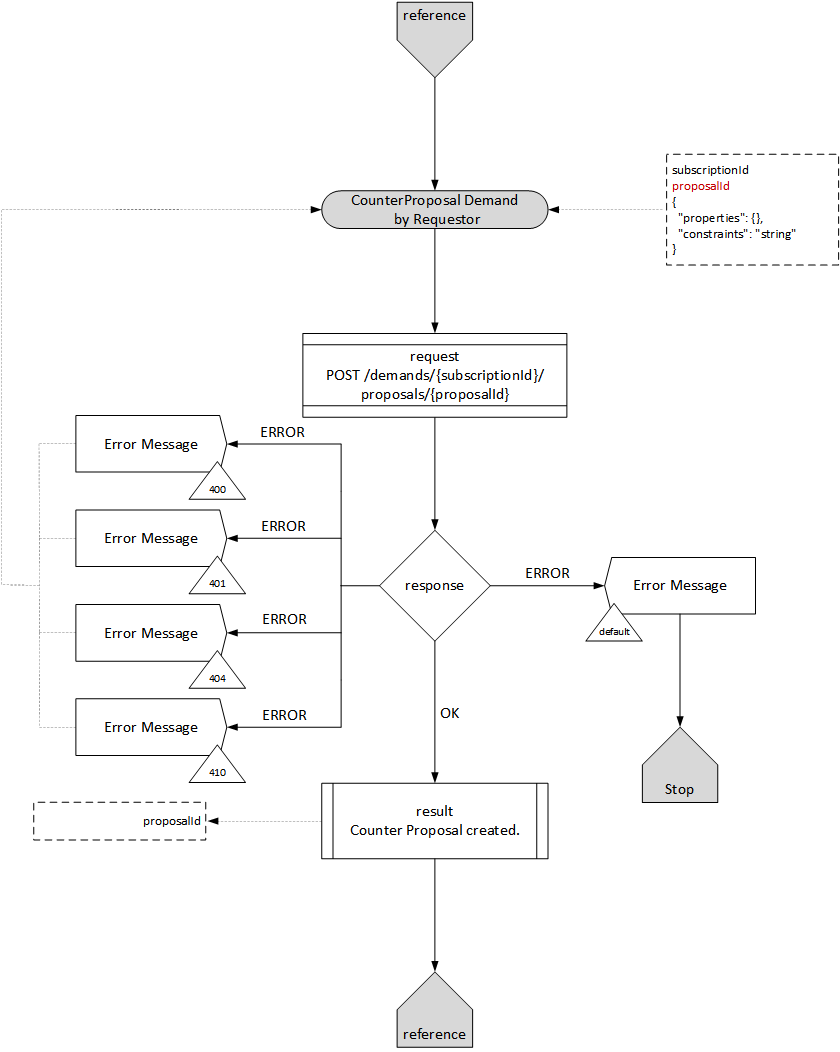 reference
subscriptionId
proposalId
{
"properties": {},
"constraints": "string"
}
CounterProposal Demand
by Requestor
request
POST /demands/{subscriptionId}/
proposals/{proposalId}
ERROR
Error Message
400
ERROR
Error Message
401
response
ERROR
Error Message
default
ERROR
Error Message
404
ERROR
Error Message
410
OK
Stop
result
Counter Proposal created.
proposalId
reference